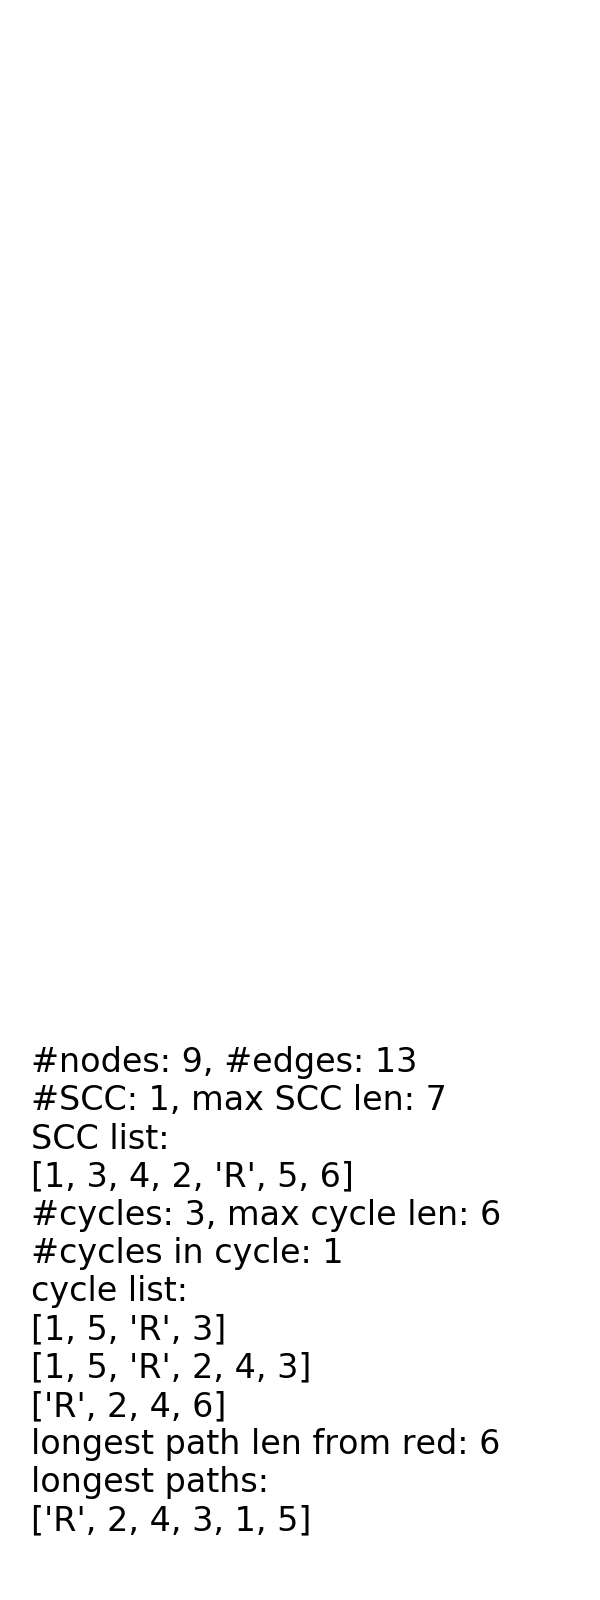 #nodes: 9, #edges: 13
#SCC: 1, max SCC len: 7
SCC list:
[1, 3, 4, 2, 'R', 5, 6]
#cycles: 3, max cycle len: 6
#cycles in cycle: 1
cycle list:
[1, 5, 'R', 3]
[1, 5, 'R', 2, 4, 3]
['R', 2, 4, 6]
longest path len from red: 6
longest paths:
['R', 2, 4, 3, 1, 5]